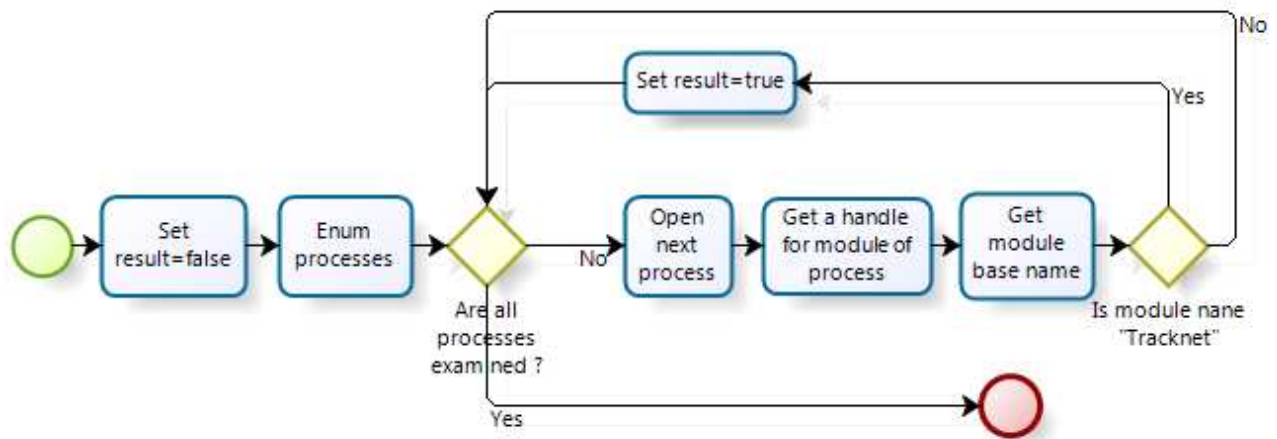 No
Set result=true
Yes
Set
result=false
Enum
processes
No
Open
next
process
Get a handle
for module of
process
Get
module
base name
Are all
processes
examined ?
Is module nane
"Tracknet"
Yes